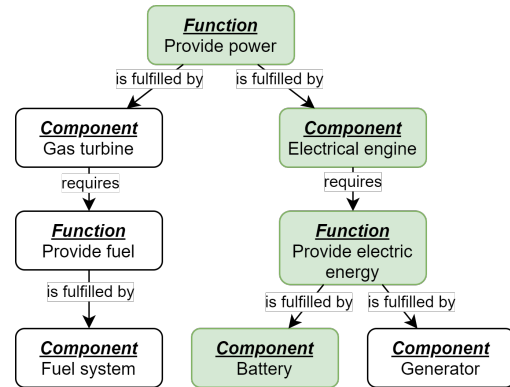 Function
Provide power
is fulfilled by
is fulfilled by
Component
Gas turbine
Component
Electrical engine
requires
requires
Function
Provide fuel
Function
Provide electric
energy
is fulfilled by
is fulfilled by
is fulfilled by
Component
Fuel system
Component
Battery
Component
Generator